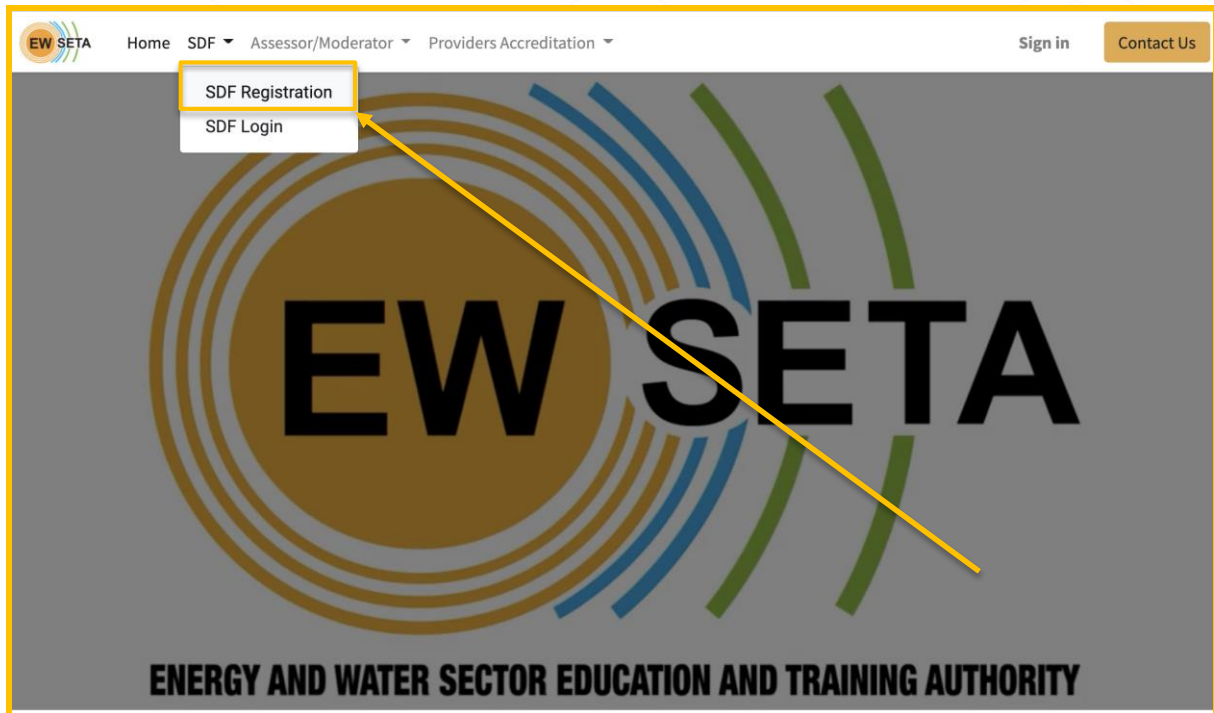 EW SETA Home SDF Assessor/Moderator Providers Accreditation Sign in Contact Us
SDF Registration
SDF Login
EW SETA
ENERGY AND WATER SECTOR EDUCATION AND TRAINING AUTHORITY